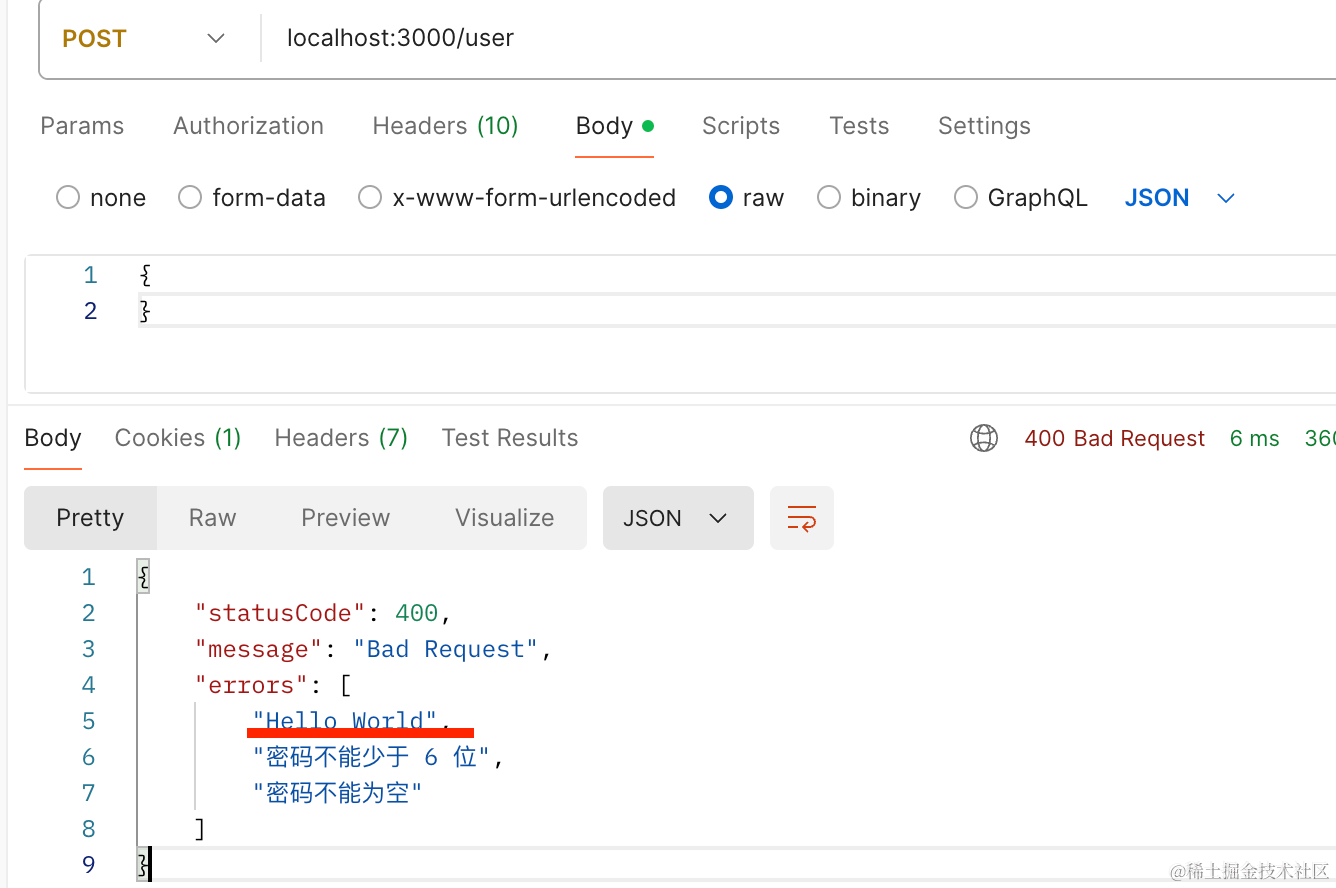 POST localhost:3000/user
Params Authorization Headers (10) Body Scripts Tests Settings
none form-data x-www-form-urlencoded raw binary GraphQL JSON
1 {
2 }
Body Cookies (1) Headers (7) Test Results 400 Bad Request 6 ms 360
Pretty Raw Preview Visualize JSON
1 {
2 "statusCode": 400,
3 "message": "Bad Request",
4 "errors": [
5 "Hello World",
6 "密码不能少于 6 位",
7 "密码不能为空"
8 ]
9 }
@稀土掘金技术社区